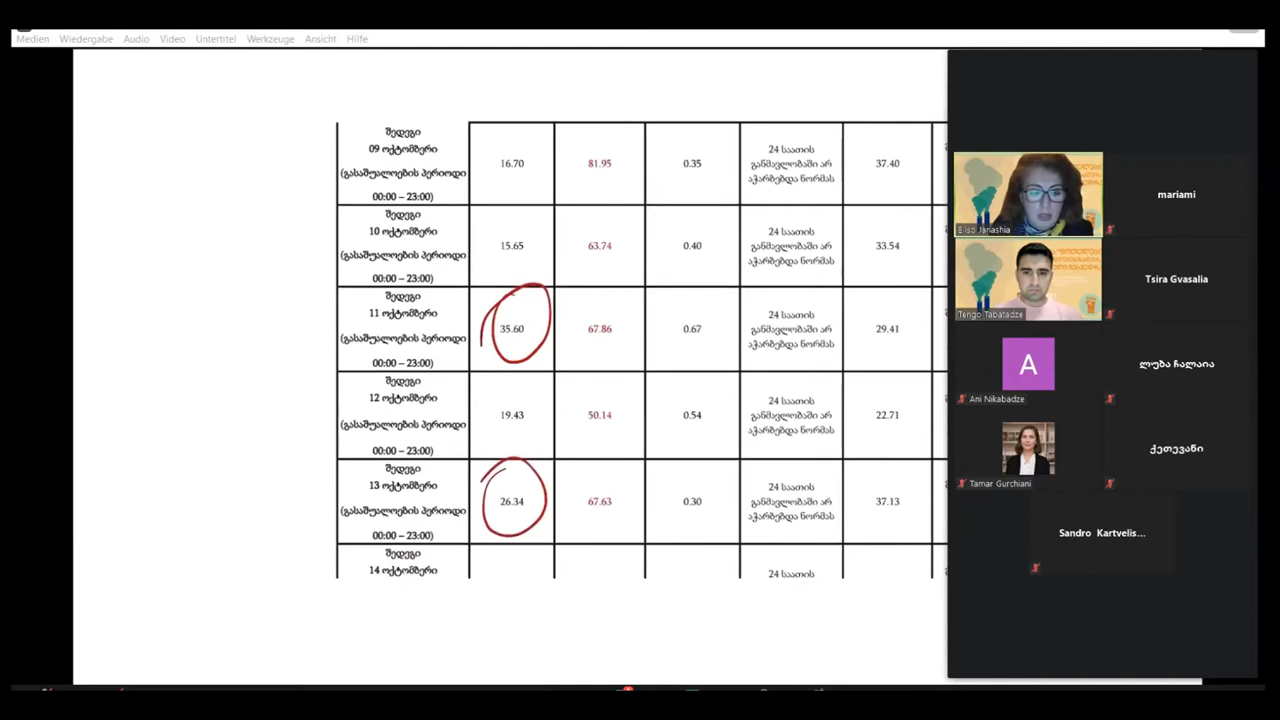 Medien Wiedergabe Audio Video Untertitel Werkzeuge Ansicht Hilfe
შედეგი
09 ოქტომბერი
(გასაშუალოების პერიოდი
00:00 – 23:00)
16.70
81.95
0.35
24 საათის
განმავლობაში არ
აჭარბებდა ნორმას
37.40
შედეგი
10 ოქტომბერი
(გასაშუალოების პერიოდი
00:00 – 23:00)
15.65
63.74
0.40
24 საათის
განმავლობაში არ
აჭარბებდა ნორმას
33.54
შედეგი
11 ოქტომბერი
(გასაშუალოების პერიოდი
00:00 – 23:00)
35.60
67.86
0.67
24 საათის
განმავლობაში არ
აჭარბებდა ნორმას
29.41
შედეგი
12 ოქტომბერი
(გასაშუალოების პერიოდი
00:00 – 23:00)
19.43
50.14
0.54
24 საათის
განმავლობაში არ
აჭარბებდა ნორმას
22.71
შედეგი
13 ოქტომბერი
(გასაშუალოების პერიოდი
00:00 – 23:00)
26.34
67.63
0.30
24 საათის
განმავლობაში არ
აჭარბებდა ნორმას
37.13
შედეგი
14 ოქტომბერი
24 საათის
Eliso Janashia
mariami
Tengo Tabatadze
Tsira Gvasalia
A
Ani Nikabadze
ლუბა ჩალაია
Tamar Gurchiani
ქეთევანი
Sandro Kartvelis...